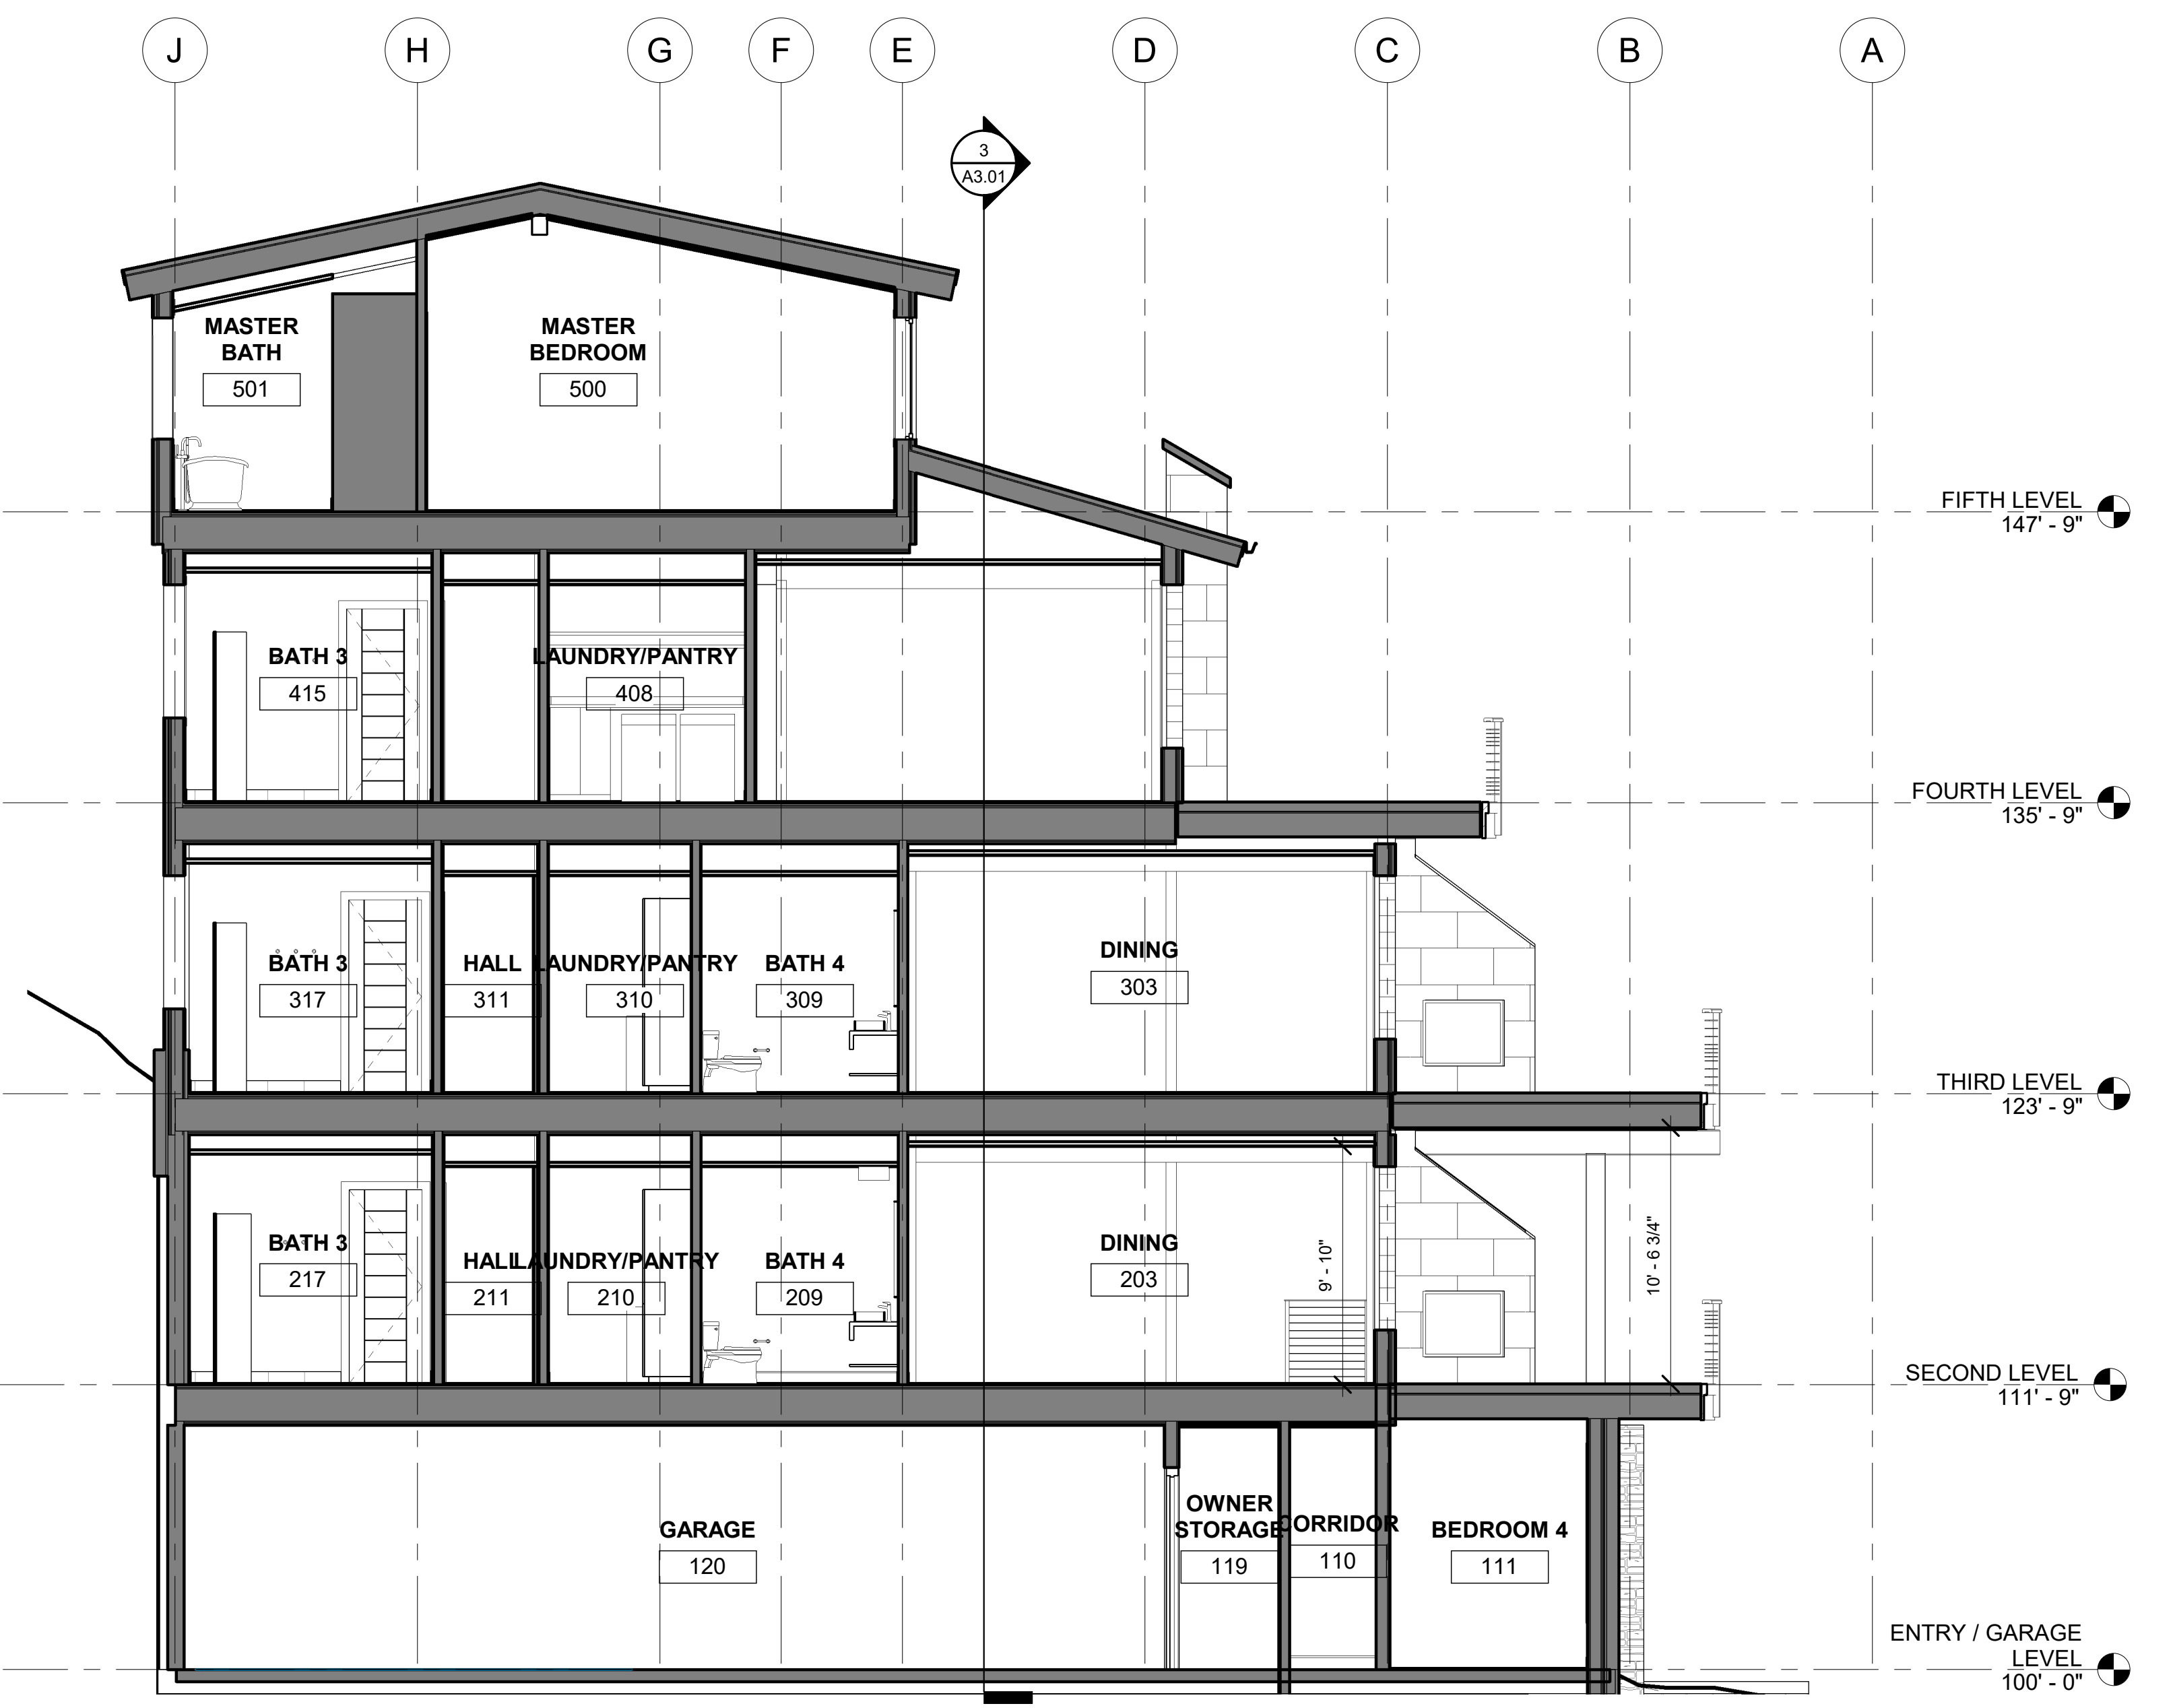 J H G F E D C B A
3
A3.01
MASTER
BATH
501
MASTER
BEDROOM
500
FIFTH LEVEL
147' - 9"
BATH 3
415
LAUNDRY/PANTRY
408
FOURTH LEVEL
135' - 9"
BATH 3
317
HALL
311
LAUNDRY/PANTRY
310
BATH 4
309
DINING
303
THIRD LEVEL
123' - 9"
BATH 3
217
HALL
211
LAUNDRY/PANTRY
210
BATH 4
209
DINING
203
9' - 10"
10' - 6 3/4"
SECOND LEVEL
111' - 9"
GARAGE
120
OWNER
STORAGE
119
CORRIDOR
110
BEDROOM 4
111
ENTRY / GARAGE
LEVEL
100' - 0"